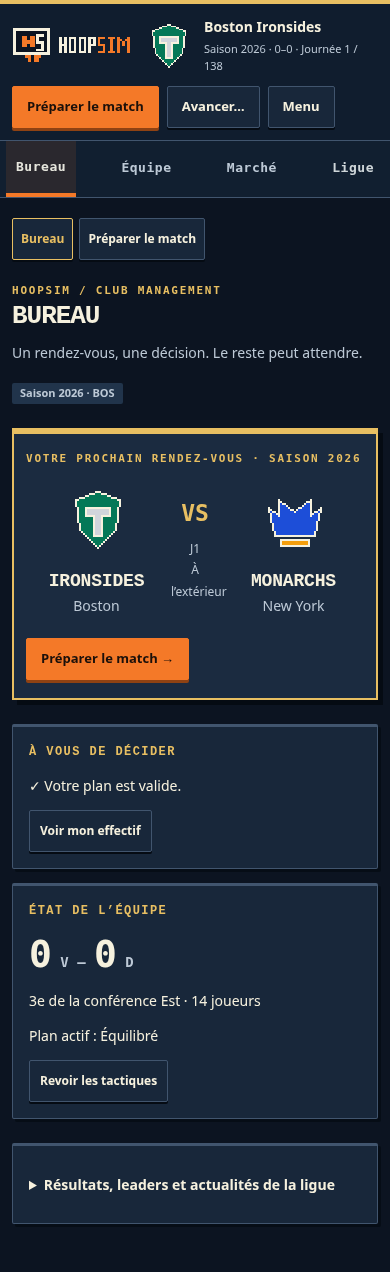 HOOPSIM
Boston Ironsides
Saison 2026 · 0–0 · Journée 1 /
138
Préparer le match
Avancer…
Menu
Bureau
Équipe
Marché
Ligue
Bureau
Préparer le match
HOOPSIM / CLUB MANAGEMENT
BUREAU
Un rendez-vous, une décision. Le reste peut attendre.
Saison 2026 · BOS
VOTRE PROCHAIN RENDEZ-VOUS · SAISON 2026
IRONSIDES
Boston
VS
J1
À
l’extérieur
MONARCHS
New York
Préparer le match →
À VOUS DE DÉCIDER
✓ Votre plan est valide.
Voir mon effectif
ÉTAT DE L’ÉQUIPE
0 V — 0 D
3e de la conférence Est · 14 joueurs
Plan actif : Équilibré
Revoir les tactiques
▶ Résultats, leaders et actualités de la ligue